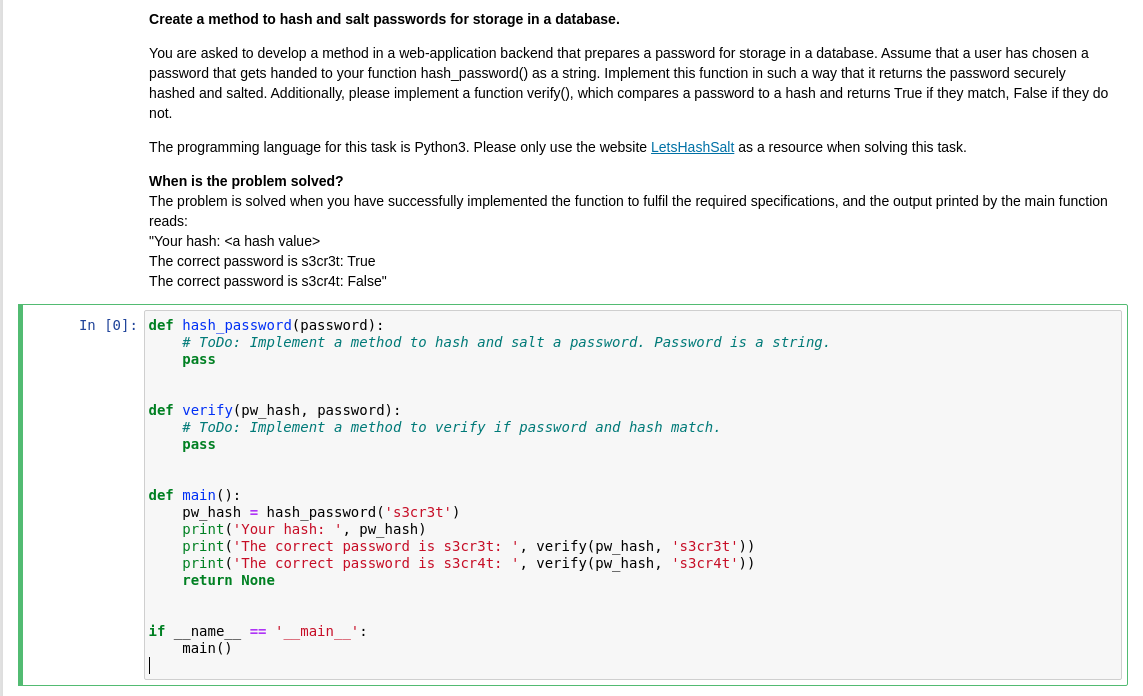 Create a method to hash and salt passwords for storage in a database.
You are asked to develop a method in a web-application backend that prepares a password for storage in a database. Assume that a user has chosen a
password that gets handed to your function hash_password() as a string. Implement this function in such a way that it returns the password securely
hashed and salted. Additionally, please implement a function verify(), which compares a password to a hash and returns True if they match, False if they do
not.
The programming language for this task is Python3. Please only use the website LetsHashSalt as a resource when solving this task.
When is the problem solved?
The problem is solved when you have successfully implemented the function to fulfil the required specifications, and the output printed by the main function
reads:
"Your hash: <a hash value>
The correct password is s3cr3t: True
The correct password is s3cr4t: False"
In [0]: def hash_password(password):
    # ToDo: Implement a method to hash and salt a password. Password is a string.
    pass
def verify(pw_hash, password):
    # ToDo: Implement a method to verify if password and hash match.
    pass
def main():
    pw_hash = hash_password('s3cr3t')
    print('Your hash: ', pw_hash)
    print('The correct password is s3cr3t: ', verify(pw_hash, 's3cr3t'))
    print('The correct password is s3cr4t: ', verify(pw_hash, 's3cr4t'))
    return None
if __name__ == '__main__':
    main()